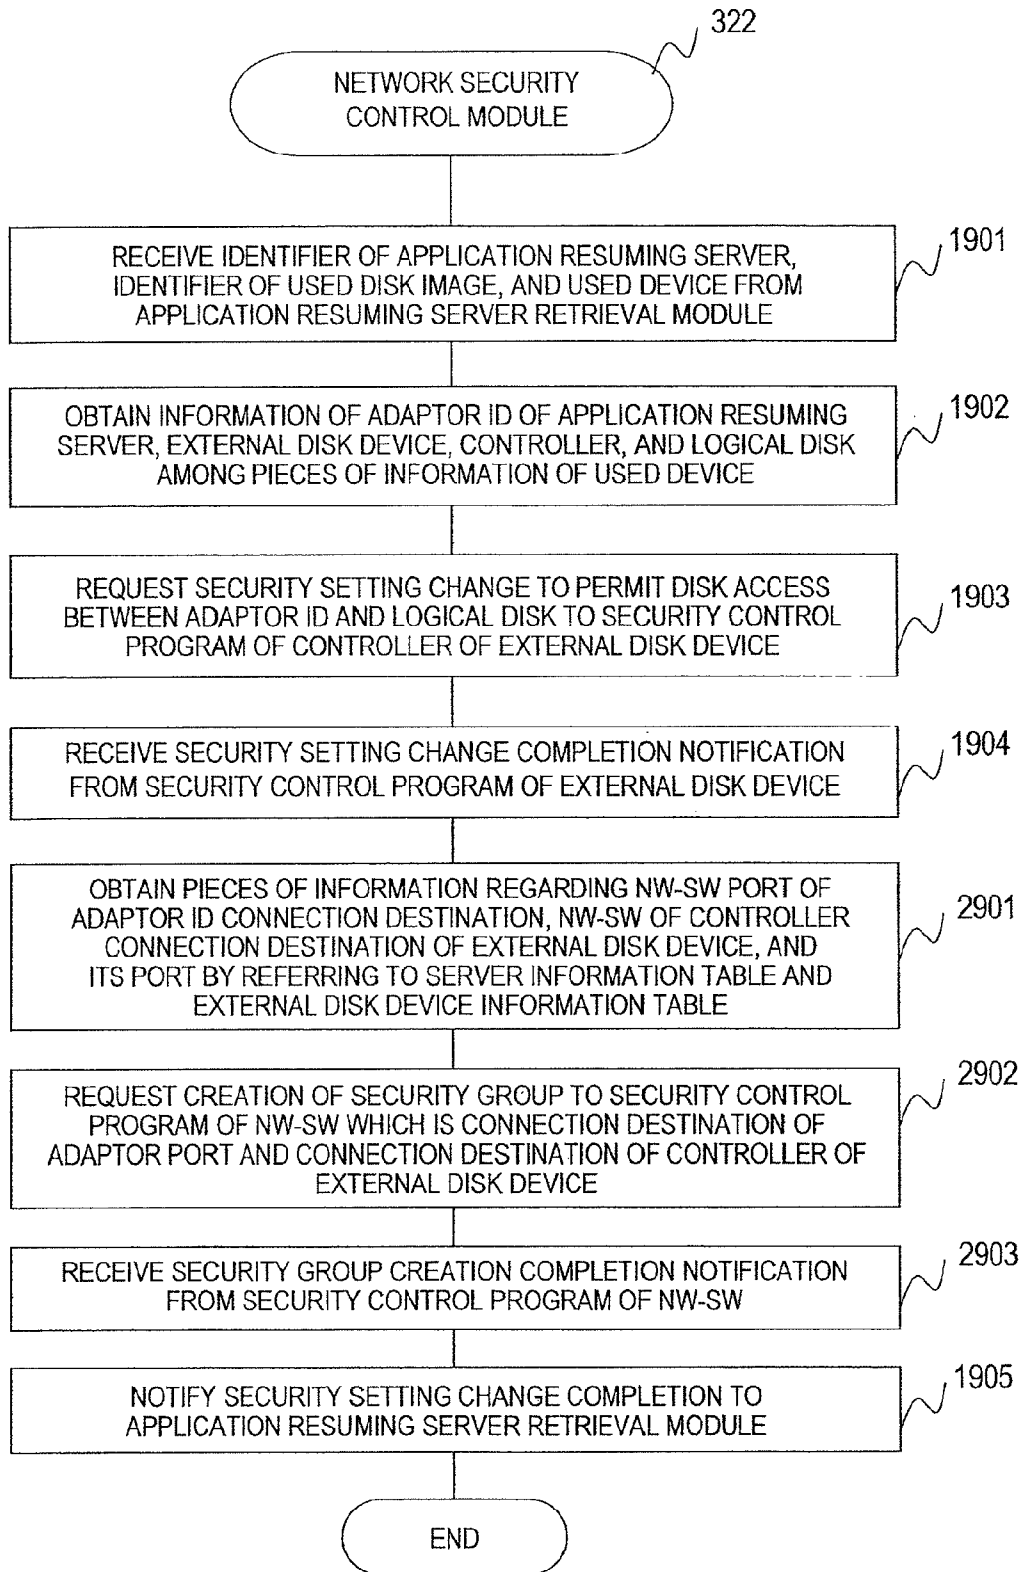 322
NETWORK SECURITY
CONTROL MODULE
1901
RECEIVE IDENTIFIER OF APPLICATION RESUMING SERVER,
IDENTIFIER OF USED DISK IMAGE, AND USED DEVICE FROM
APPLICATION RESUMING SERVER RETRIEVAL MODULE
1902
OBTAIN INFORMATION OF ADAPTOR ID OF APPLICATION RESUMING
SERVER, EXTERNAL DISK DEVICE, CONTROLLER, AND LOGICAL DISK
AMONG PIECES OF INFORMATION OF USED DEVICE
1903
REQUEST SECURITY SETTING CHANGE TO PERMIT DISK ACCESS
BETWEEN ADAPTOR ID AND LOGICAL DISK TO SECURITY CONTROL
PROGRAM OF CONTROLLER OF EXTERNAL DISK DEVICE
1904
RECEIVE SECURITY SETTING CHANGE COMPLETION NOTIFICATION
FROM SECURITY CONTROL PROGRAM OF EXTERNAL DISK DEVICE
2901
OBTAIN PIECES OF INFORMATION REGARDING NW-SW PORT OF
ADAPTOR ID CONNECTION DESTINATION, NW-SW OF CONTROLLER
CONNECTION DESTINATION OF EXTERNAL DISK DEVICE, AND
ITS PORT BY REFERRING TO SERVER INFORMATION TABLE AND
EXTERNAL DISK DEVICE INFORMATION TABLE
2902
REQUEST CREATION OF SECURITY GROUP TO SECURITY CONTROL
PROGRAM OF NW-SW WHICH IS CONNECTION DESTINATION OF
ADAPTOR PORT AND CONNECTION DESTINATION OF CONTROLLER OF
EXTERNAL DISK DEVICE
2903
RECEIVE SECURITY GROUP CREATION COMPLETION NOTIFICATION
FROM SECURITY CONTROL PROGRAM OF NW-SW
1905
NOTIFY SECURITY SETTING CHANGE COMPLETION TO
APPLICATION RESUMING SERVER RETRIEVAL MODULE
END